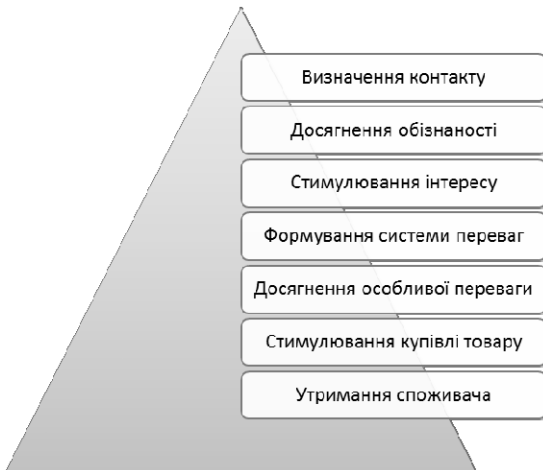 Визначення контакту
Досягнення обізнаності
Стимулювання інтересу
Формування системи переваг
Досягнення особливої переваги
Стимулювання купівлі товару
Утримання споживача